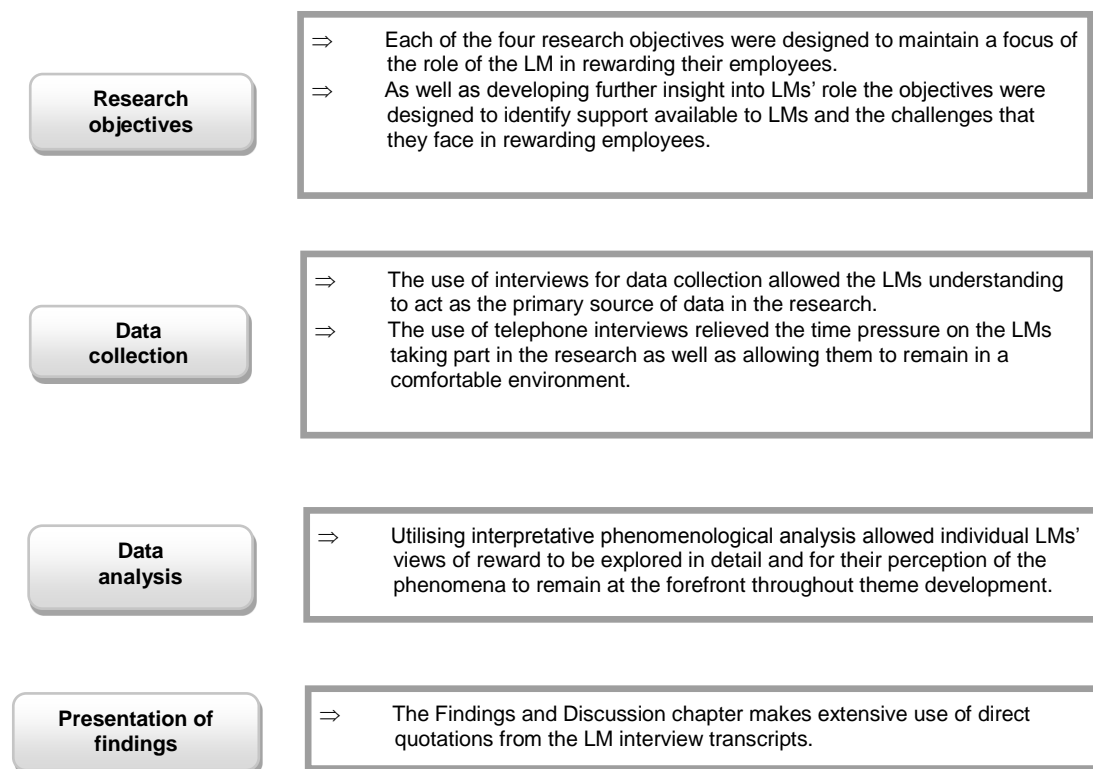 Research
objectives
⇒ Each of the four research objectives were designed to maintain a focus of
the role of the LM in rewarding their employees.
⇒ As well as developing further insight into LMs' role the objectives were
designed to identify support available to LMs and the challenges that
they face in rewarding employees.
Data
collection
⇒ The use of interviews for data collection allowed the LMs understanding
to act as the primary source of data in the research.
⇒ The use of telephone interviews relieved the time pressure on the LMs
taking part in the research as well as allowing them to remain in a
comfortable environment.
Data
analysis
⇒ Utilising interpretative phenomenological analysis allowed individual LMs'
views of reward to be explored in detail and for their perception of the
phenomena to remain at the forefront throughout theme development.
Presentation of
findings
⇒ The Findings and Discussion chapter makes extensive use of direct
quotations from the LM interview transcripts.